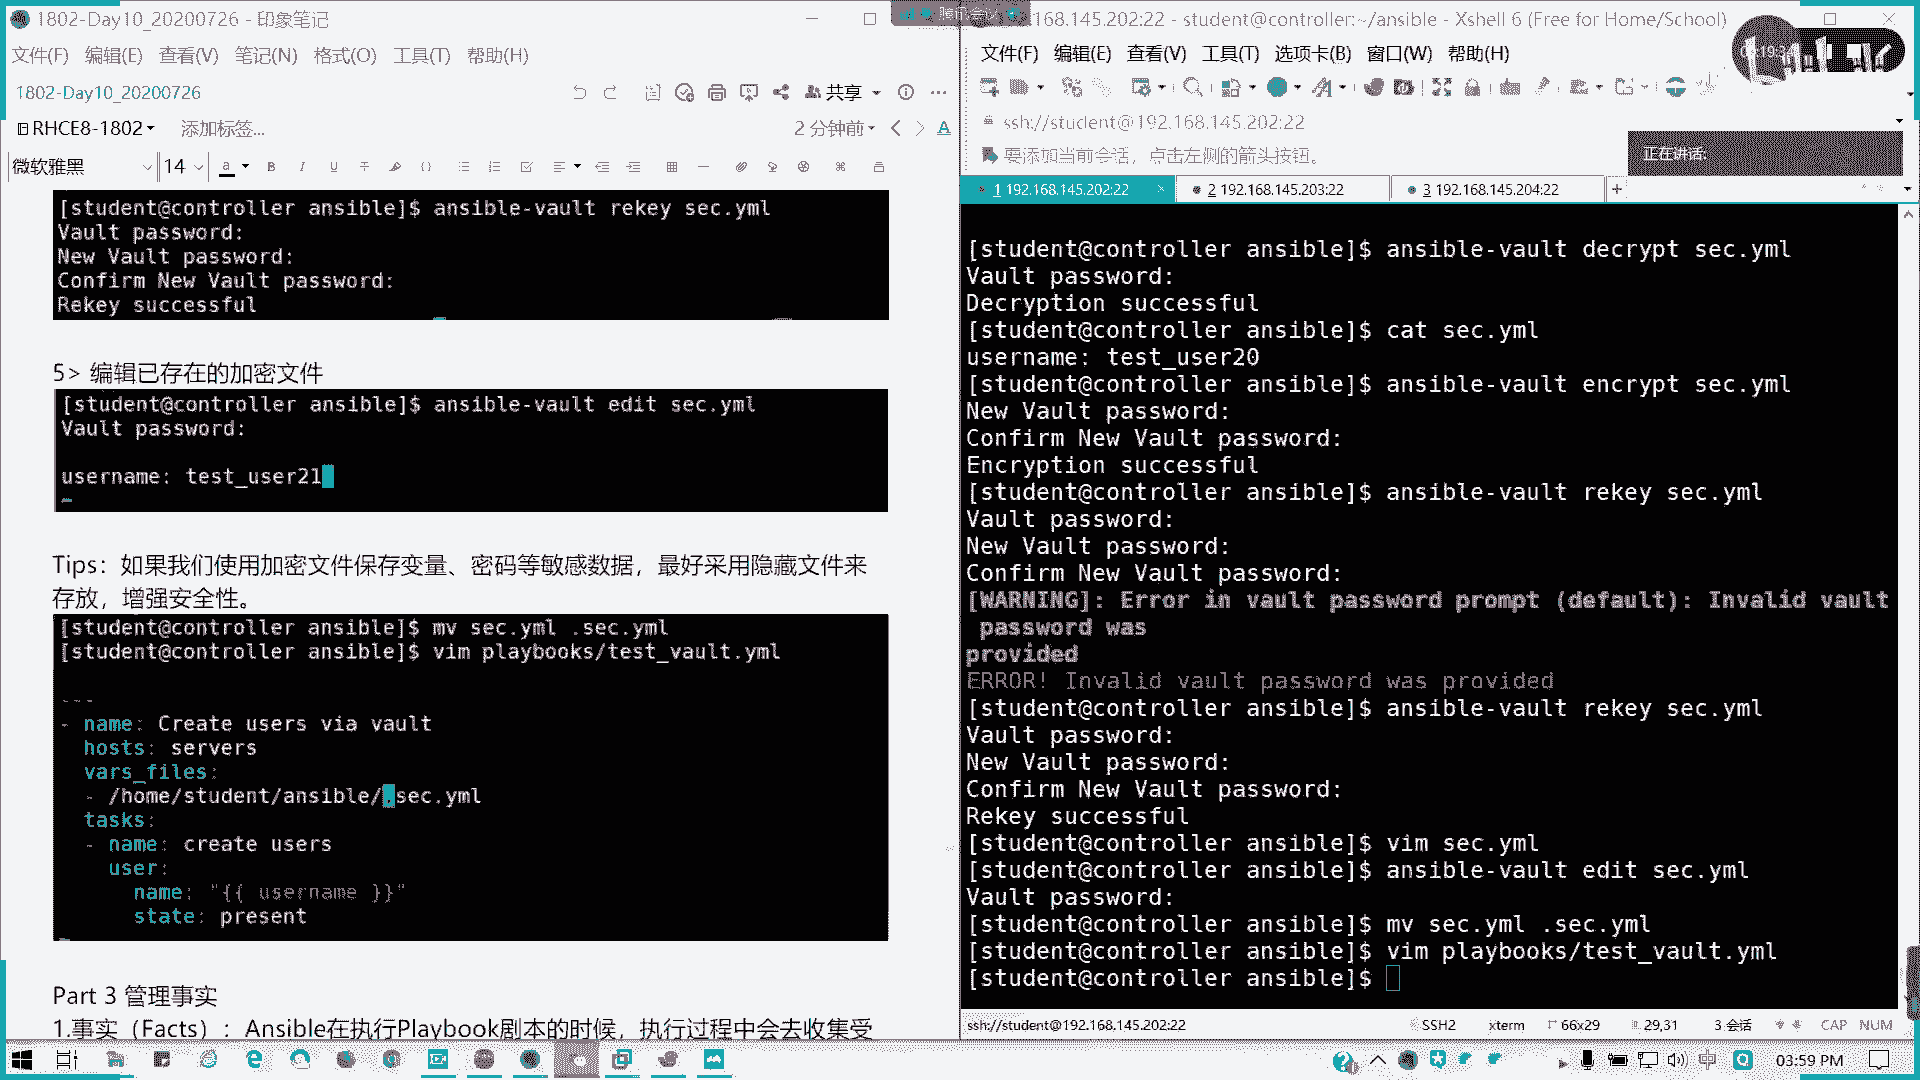 1802-Day10_20200726 - 印象笔记
文件(F) 编辑(E) 查看(V) 笔记(N) 格式(O) 工具(T) 帮助(H)
1802-Day10_20200726
共享
RHCE8-1802 添加标签...
2 分钟前
微软雅黑 14
[student@controller ansible]$ ansible-vault rekey sec.yml
Vault password:
New Vault password:
Confirm New Vault password:
Rekey successful
5> 编辑已存在的加密文件
[student@controller ansible]$ ansible-vault edit sec.yml
Vault password:
username: test_user21
Tips：如果我们使用加密文件保存变量、密码等敏感数据，最好采用隐藏文件来
存放，增强安全性。
[student@controller ansible]$ mv sec.yml .sec.yml
[student@controller ansible]$ vim playbooks/test_vault.yml
---
- name: Create users via vault
hosts: servers
vars_files:
- /home/student/ansible/.sec.yml
tasks:
- name: create users
user:
name: "{{ username }}"
state: present
Part 3 管理事实
1.事实（Facts）：Ansible在执行Playbook剧本的时候，执行过程中会去收集受
腾讯会议
.168.145.202:22 - student@controller:~/ansible - Xshell 6 (Free for Home/School)
文件(F) 编辑(E) 查看(V) 工具(T) 选项卡(B) 窗口(W) 帮助(H)
ssh://student@192.168.145.202:22
要添加当前会话，点击左侧的箭头按钮。
正在讲话:
1 192.168.145.202:22
2 192.168.145.203:22
3 192.168.145.204:22
[student@controller ansible]$ ansible-vault decrypt sec.yml
Vault password:
Decryption successful
[student@controller ansible]$ cat sec.yml
username: test_user20
[student@controller ansible]$ ansible-vault encrypt sec.yml
New Vault password:
Confirm New Vault password:
Encryption successful
[student@controller ansible]$ ansible-vault rekey sec.yml
Vault password:
New Vault password:
Confirm New Vault password:
[WARNING]: Error in vault password prompt (default): Invalid vault
password was
provided
ERROR! Invalid vault password was provided
[student@controller ansible]$ ansible-vault rekey sec.yml
Vault password:
New Vault password:
Confirm New Vault password:
Rekey successful
[student@controller ansible]$ vim sec.yml
[student@controller ansible]$ ansible-vault edit sec.yml
Vault password:
[student@controller ansible]$ mv sec.yml .sec.yml
[student@controller ansible]$ vim playbooks/test_vault.yml
[student@controller ansible]$
ssh://student@192.168.145.202:22 SSH2 xterm 66x29 29,31 3 会话 CAP NUM
中 03:59 PM